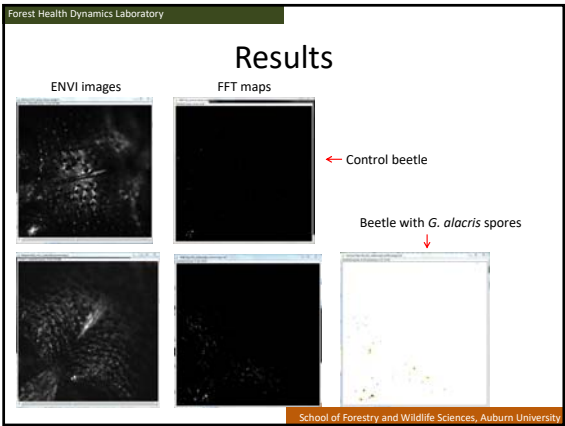 Forest Health Dynamics Laboratory
Results
ENVI images
FFT maps
Control beetle
Beetle with G. alacris spores
School of Forestry and Wildlife Sciences, Auburn University